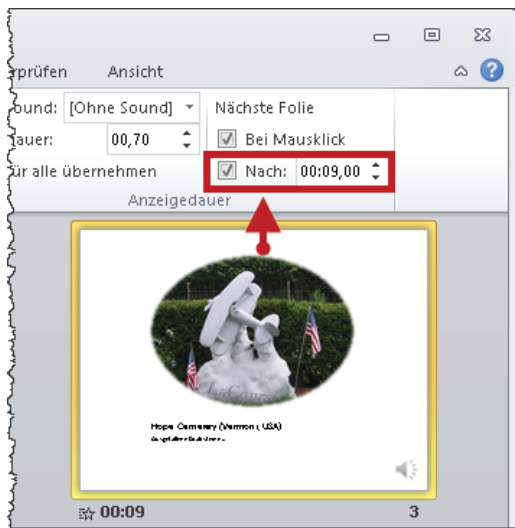 rprüfen Ansicht
ound: [Ohne Sound] Nächste Folie
auer: 00,70 Bei Mausklick
ür alle übernehmen Nach: 00:09,00
Anzeigedauer
LaCour
Hope Cemetery (Vermont, USA)
00:09 3